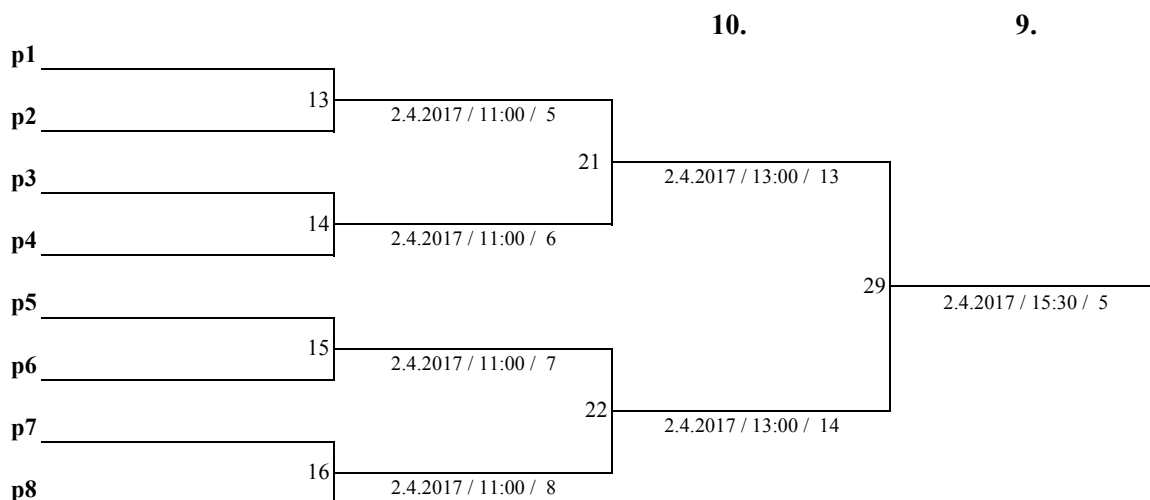 10. 9.
p1
13
2.4.2017 / 11:00 / 5
p2
21
2.4.2017 / 13:00 / 13
p3
14
2.4.2017 / 11:00 / 6
p4
29
2.4.2017 / 15:30 / 5
p5
15
2.4.2017 / 11:00 / 7
p6
22
2.4.2017 / 13:00 / 14
p7
16
2.4.2017 / 11:00 / 8
p8